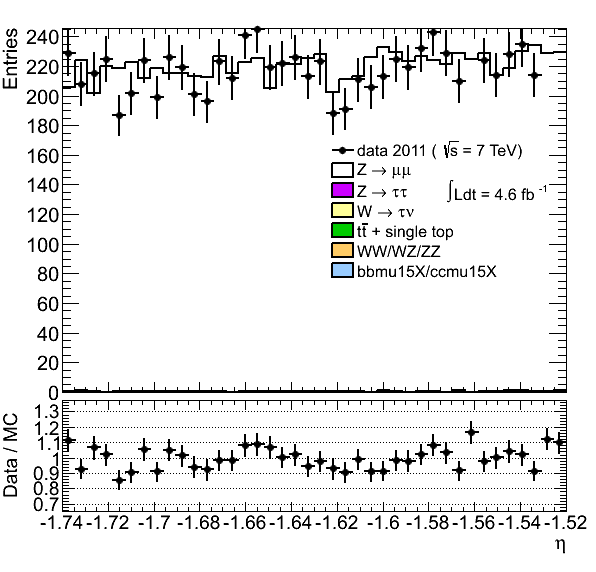 Entries
240
220
200
180
160
140
120
100
80
60
40
20
0
data 2011 ( √s = 7 TeV)
Z → μμ
Z → ττ
∫Ldt = 4.6 fb⁻¹
W → τν
tt̄ + single top
WW/WZ/ZZ
bbmu15X/ccmu15X
Data / MC
1.3
1.2
1.1
1
0.9
0.8
0.7
-1.74 -1.72 -1.7 -1.68 -1.66 -1.64 -1.62 -1.6 -1.58 -1.56 -1.54 -1.52
η